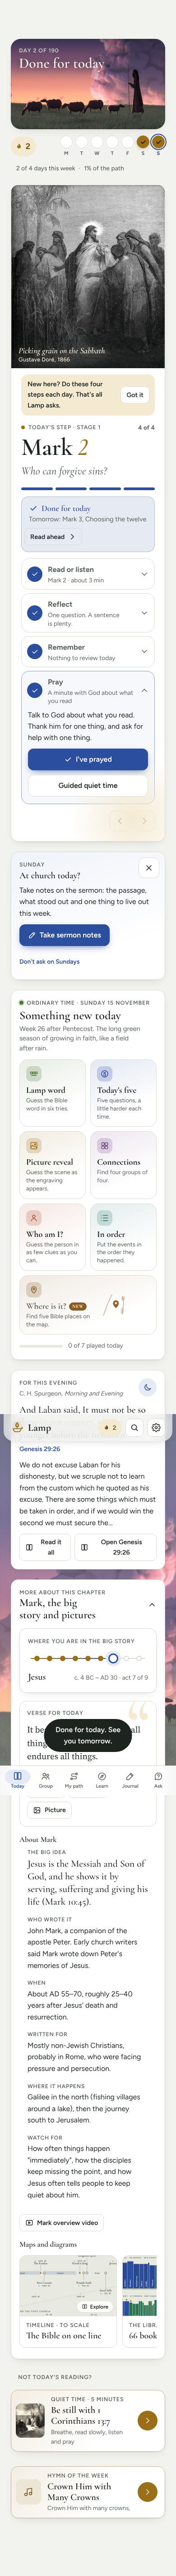 DAY 2 OF 190
Done for today
2
M T W T F S S
2 of 4 days this week · 1% of the path
Picking grain on the Sabbath
Gustave Doré, 1866
New here? Do these four
steps each day. That's all
Lamp asks.
Got it
TODAY'S STEP · STAGE 1
4 of 4
Mark 2
Who can forgive sins?
Done for today
Tomorrow: Mark 3, Choosing the twelve
Read ahead
Read or listen
Mark 2 · about 3 min
Reflect
One question. A sentence
is plenty.
Remember
Nothing to review today
Pray
A minute with God about what
you read
Talk to God about what you read.
Thank him for one thing, and ask for
help with one thing.
I've prayed
Guided quiet time
SUNDAY
At church today?
Take notes on the sermon: the passage,
what stood out and one thing to live out
this week.
Take sermon notes
Don't ask on Sundays
ORDINARY TIME · SUNDAY 15 NOVEMBER
Something new today
Week 26 after Pentecost. The long green
season of growing in faith, like a field
after rain.
Lamp word
Guess the Bible
word in six tries.
Today's five
Five questions, a
little harder each
time.
Picture reveal
Guess the scene as
the engraving
appears.
Connections
Find four groups of
four.
Who am I?
Guess the person in
as few clues as you
can.
In order
Put the events in
the order they
happened.
Where is it? NEW
Find five Bible places on
the map.
0 of 7 played today
FOR THIS EVENING
C. H. Spurgeon, Morning and Evening
And Laban said, It must not be so
Lamp
2
Genesis 29:26
We do not excuse Laban for his
dishonesty, but we scruple not to
learn from the custom which he
quoted as his excuse. There are
some things which must be taken
in order, and if we would win the
second we must secure the…
Read it
all
Open Genesis
29:26
MORE ABOUT THIS CHAPTER
Mark, the big
story and pictures
WHERE YOU ARE IN THE BIG STORY
Jesus
c. 4 BC – AD 30 · act 7 of 9
VERSE FOR TODAY
Done for today. See
you tomorrow.
endures all things.
Today
Group
My path
Learn
Journal
Ask
Picture
About Mark
THE BIG IDEA
Jesus is the Messiah and Son of
God, and he shows it by
serving, suffering and giving his
life (Mark 10:45).
WHO WROTE IT
John Mark, a companion of the
apostle Peter. Early church writers
said Mark wrote down Peter's
memories of Jesus.
WHEN
About AD 55–70, roughly 25–40
years after Jesus' death and
resurrection.
WRITTEN FOR
Mostly non-Jewish Christians,
probably in Rome, who were facing
pressure and persecution.
WHERE IT HAPPENS
Galilee in the north (fishing villages
around a lake), then the journey
south to Jerusalem.
WATCH FOR
How often things happen
"immediately", how the disciples
keep missing the point, and how
Jesus often tells people to keep
quiet about him.
Mark overview video
Maps and diagrams
Explore
TIMELINE · TO SCALE
The Bible on one line
THE LIBR
66 book
NOT TODAY'S READING?
QUIET TIME · 5 MINUTES
Be still with 1
Corinthians 13:7
Breathe, read slowly, listen
and pray
HYMN OF THE WEEK
Crown Him with
Many Crowns
Crown Him with many crowns,